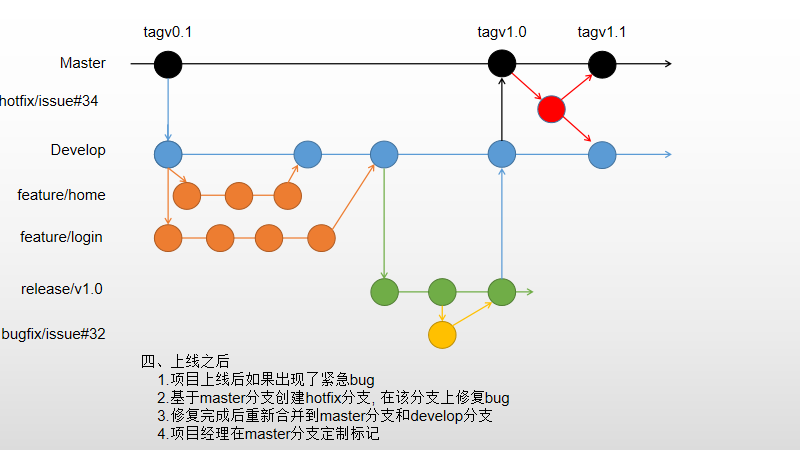 tagv0.1 tagv1.0 tagv1.1
Master
hotfix/issue#34
Develop
feature/home
feature/login
release/v1.0
bugfix/issue#32
四、上线之后
1.项目上线后如果出现了紧急bug
2.基于master分支创建hotfix分支, 在该分支上修复bug
3.修复完成后重新合并到master分支和develop分支
4.项目经理在master分支定制标记